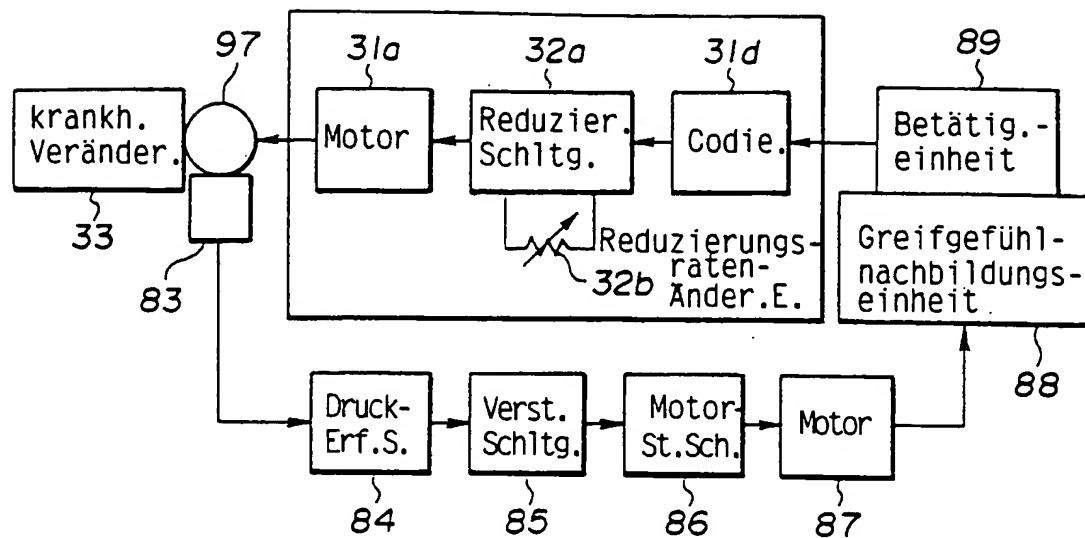 97
31a
32a
31d
89
krankh.
Veränder.
Motor
Reduzier.
Schltg.
Codie.
Betätig.-
einheit
33
83
32b
Reduzierungs-
raten-
Änder.E.
Greifgefühl-
nachbildungs-
einheit
88
Druck-
Erf.S.
Verst.
Schltg.
Motor-
St.Sch.
Motor
84
85
86
87